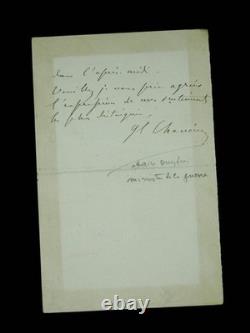 dans l'après-midi.
Veuillez je vous prie agréer
l'expression de mes sentiments
les plus distingués.
Gl Chanoine
ministre de la guerre